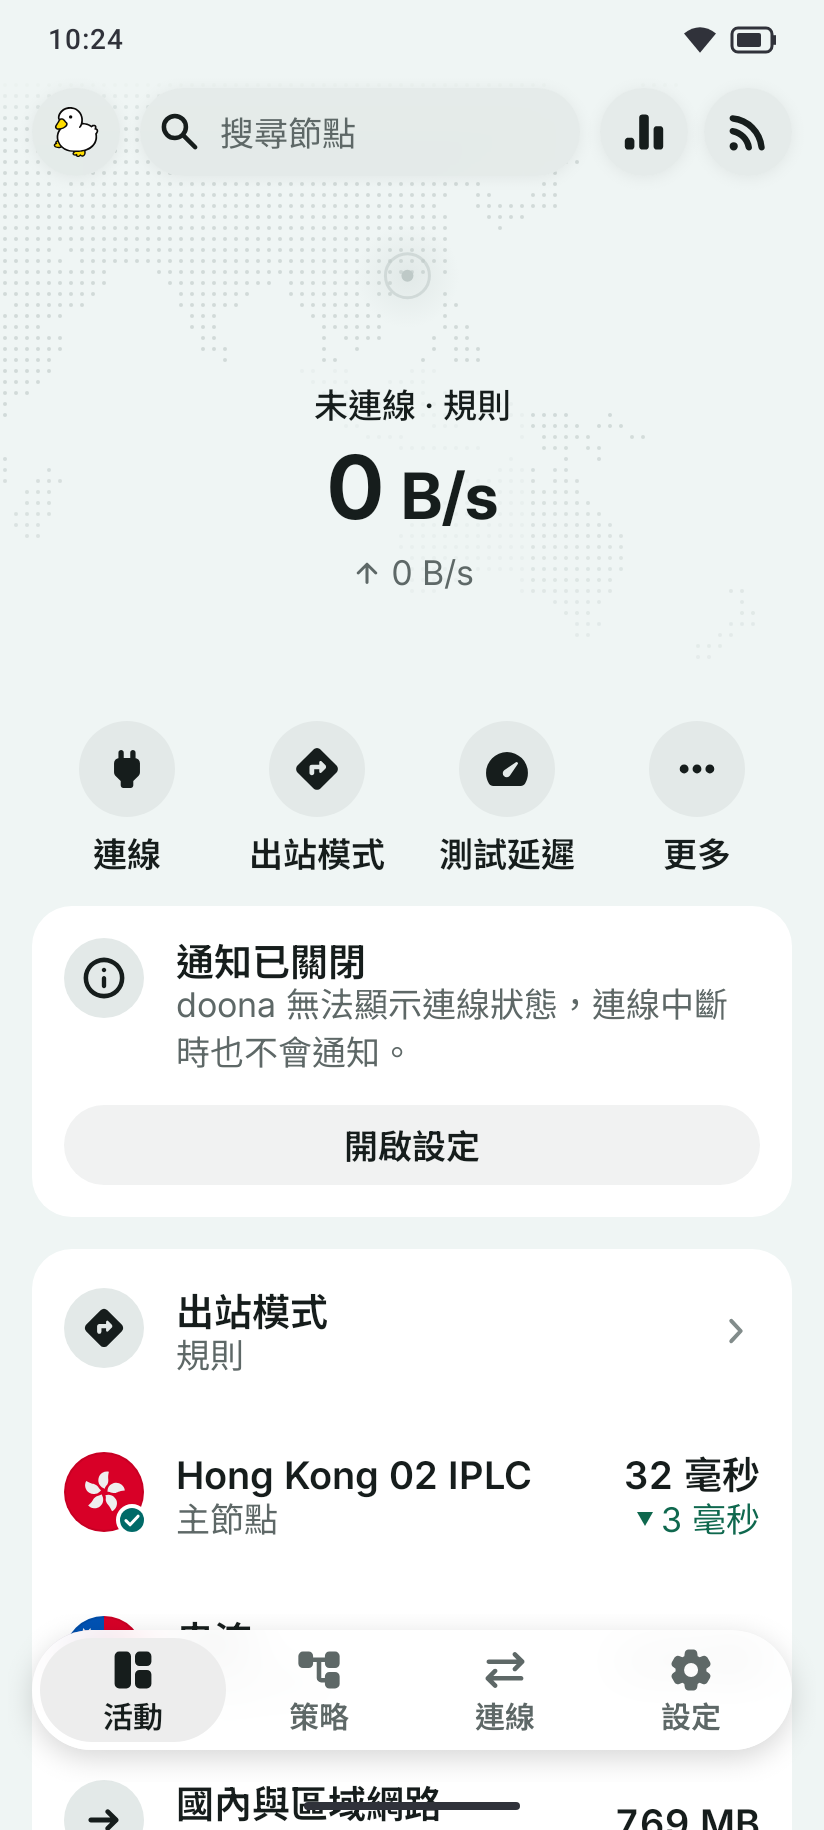 10:24
搜尋節點
未連線 · 規則
0 B/s
↑ 0 B/s
連線
出站模式
測試延遲
更多
通知已關閉
doona 無法顯示連線狀態，連線中斷
時也不會通知。
開啟設定
出站模式
規則
Hong Kong 02 IPLC
32 毫秒
主節點
▼3 毫秒
活動
策略
連線
設定
國內與區域網路
769 MB